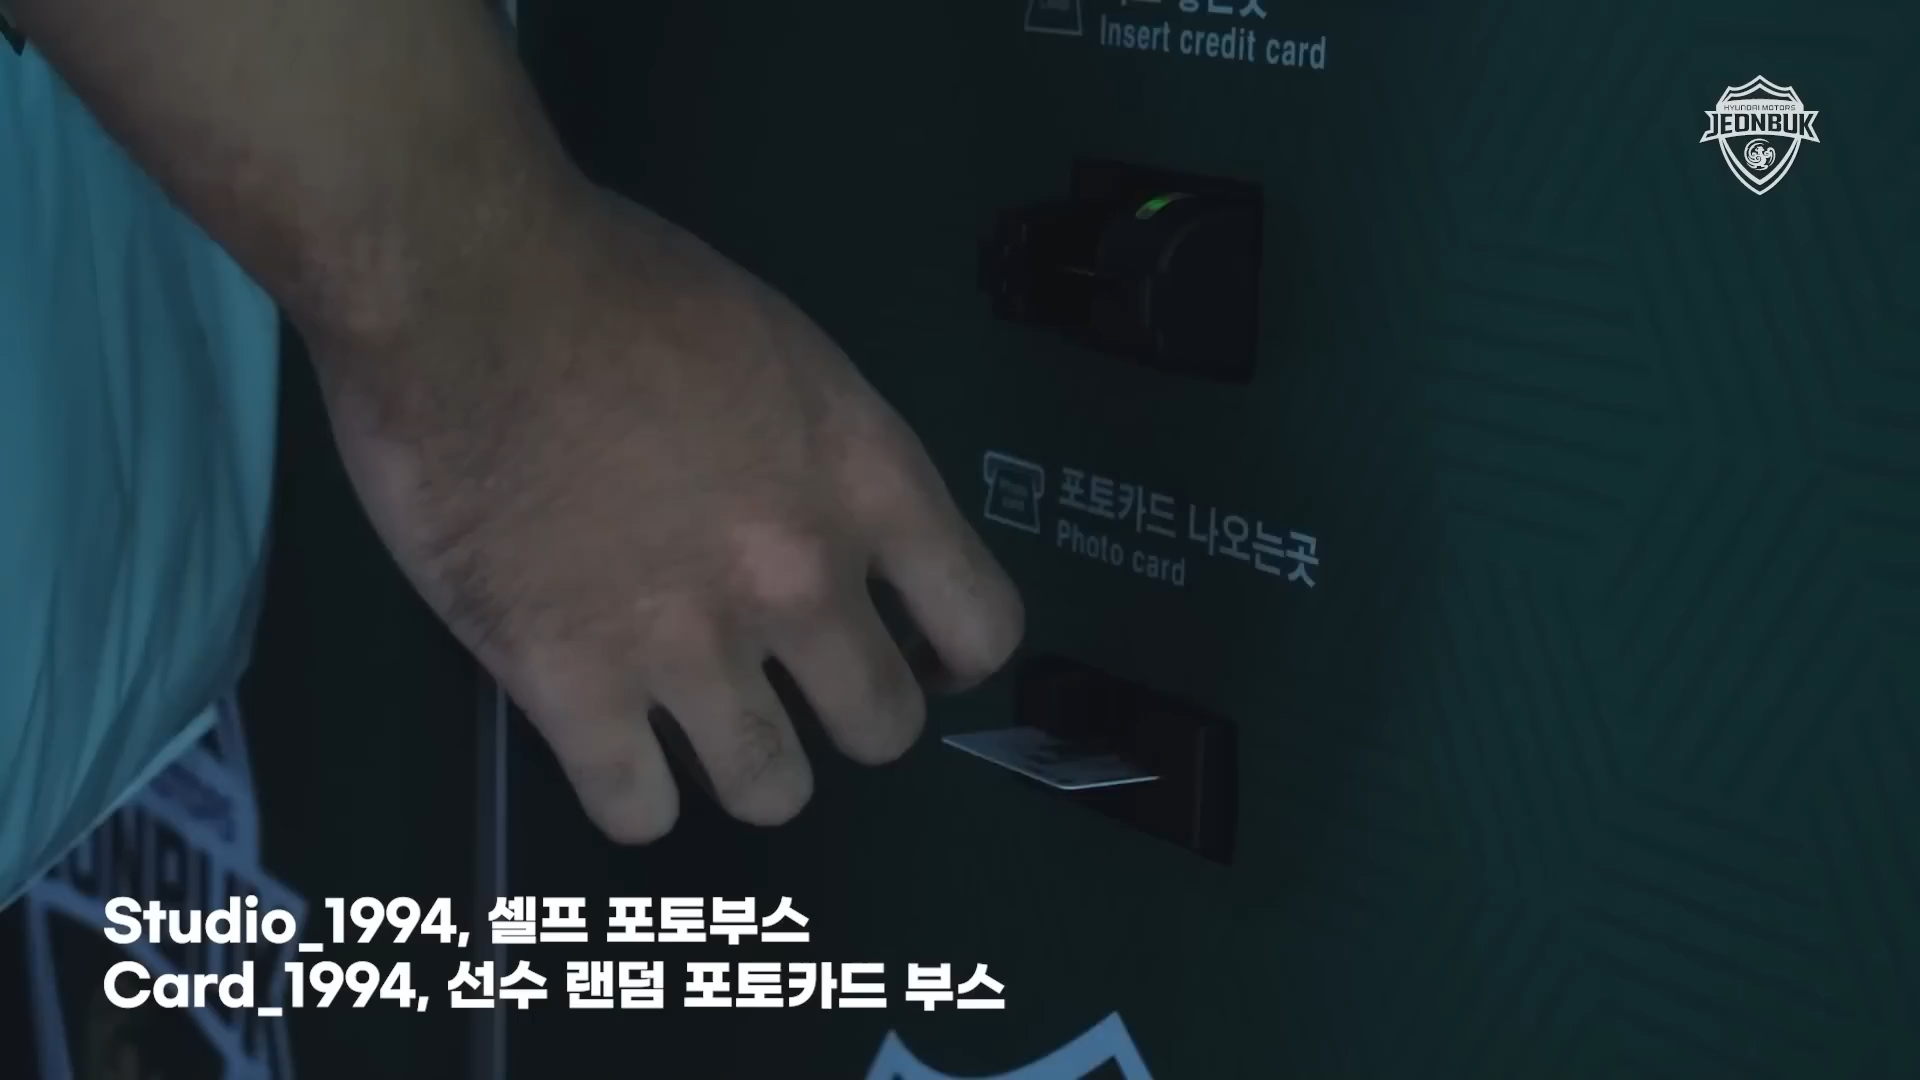 Insert credit card
HYUNDAI MOTORS
JEONBUK
포토카드 나오는곳
Photo card
Studio_1994, 셀프 포토부스
Card_1994, 선수 랜덤 포토카드 부스